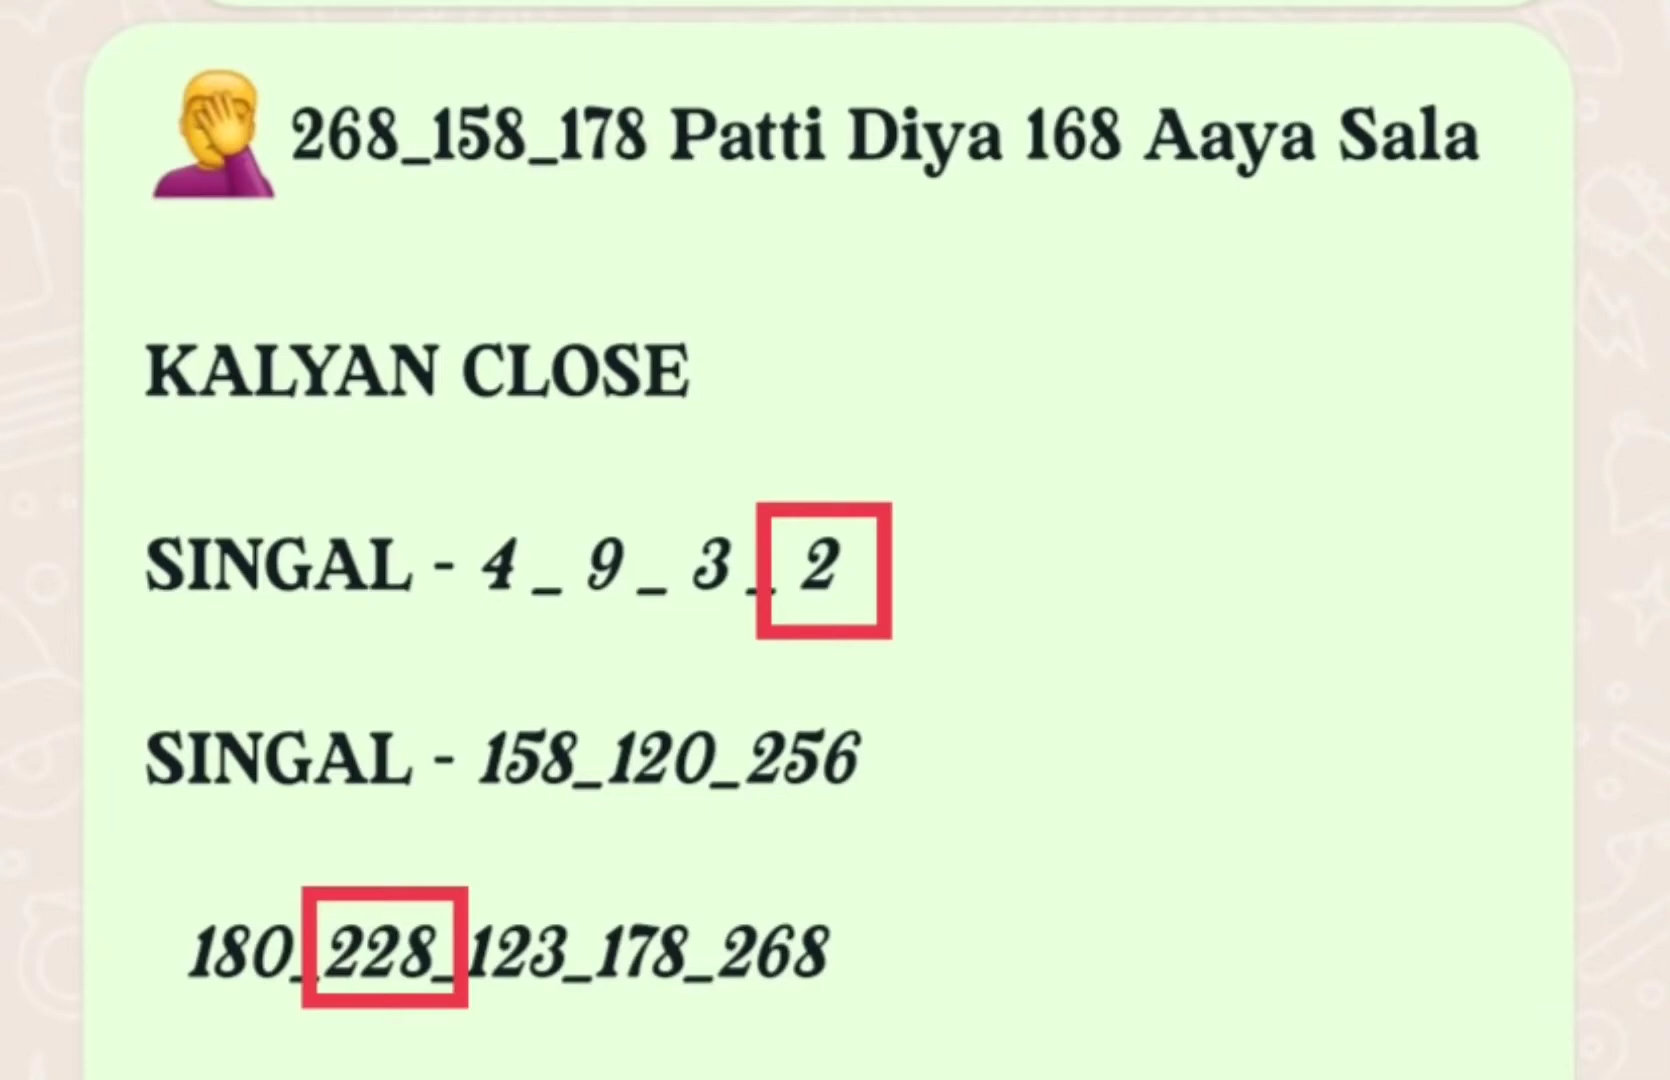 🤦 268_158_178 Patti Diya 168 Aaya Sala
KALYAN CLOSE
SINGAL - 4 _ 9 _ 3 _ 2
SINGAL - 158_120_256
180_228_123_178_268